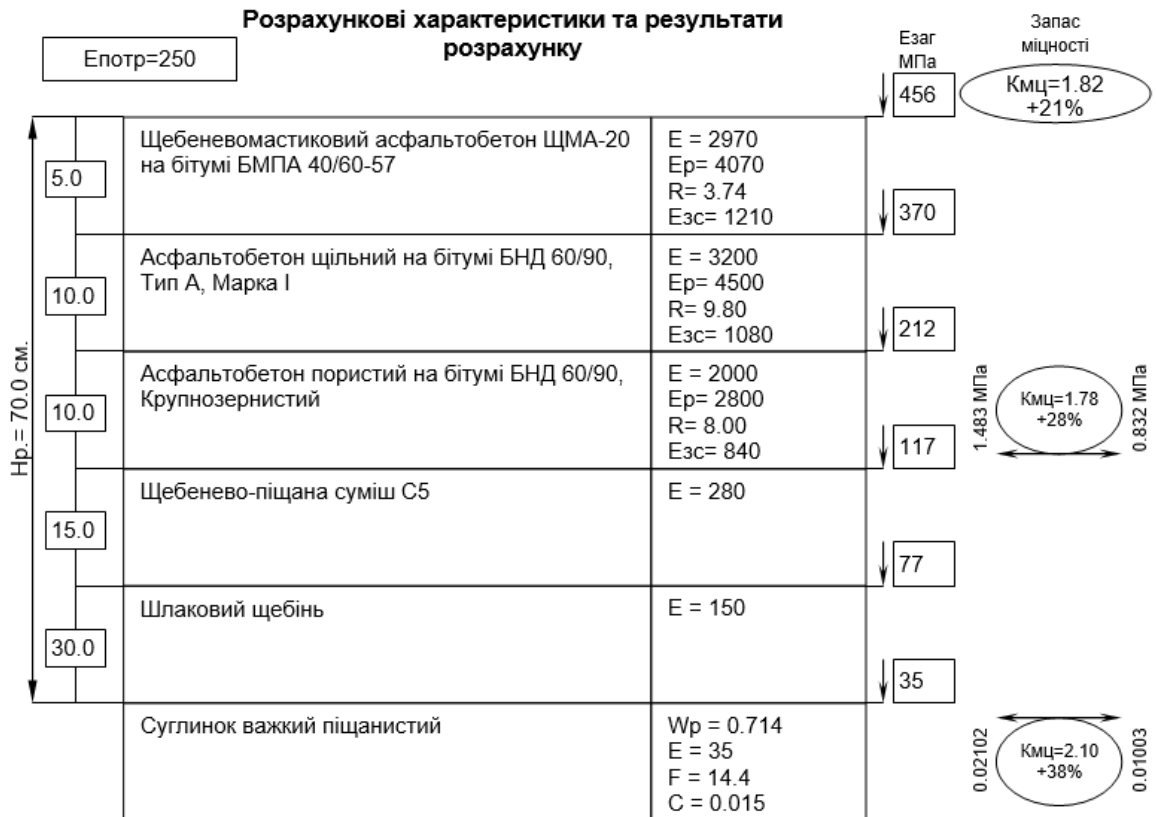 Розрахункові характеристики та результати
розрахунку
Епотр=250
Езаг
МПа
Запас
міцності
456
Кмц=1.82
+21%
Щебеневомастиковий асфальтобетон ЩМА-20
на бітумі БМПА 40/60-57
E = 2970
Ep= 4070
R= 3.74
Eзс= 1210
5.0
370
Асфальтобетон щільний на бітумі БНД 60/90,
Тип А, Марка І
E = 3200
Ep= 4500
R= 9.80
Eзс= 1080
10.0
212
Нр.= 70.0 см.
Асфальтобетон пористий на бітумі БНД 60/90,
Крупнозернистий
E = 2000
Ep= 2800
R= 8.00
Eзс= 840
10.0
117
1.483 МПа
Кмц=1.78
+28%
0.832 МПа
Щебенево-піщана суміш С5
E = 280
15.0
77
Шлаковий щебінь
E = 150
30.0
35
Суглинок важкий піщанистий
Wp = 0.714
E = 35
F = 14.4
C = 0.015
0.02102
Кмц=2.10
+38%
0.01003